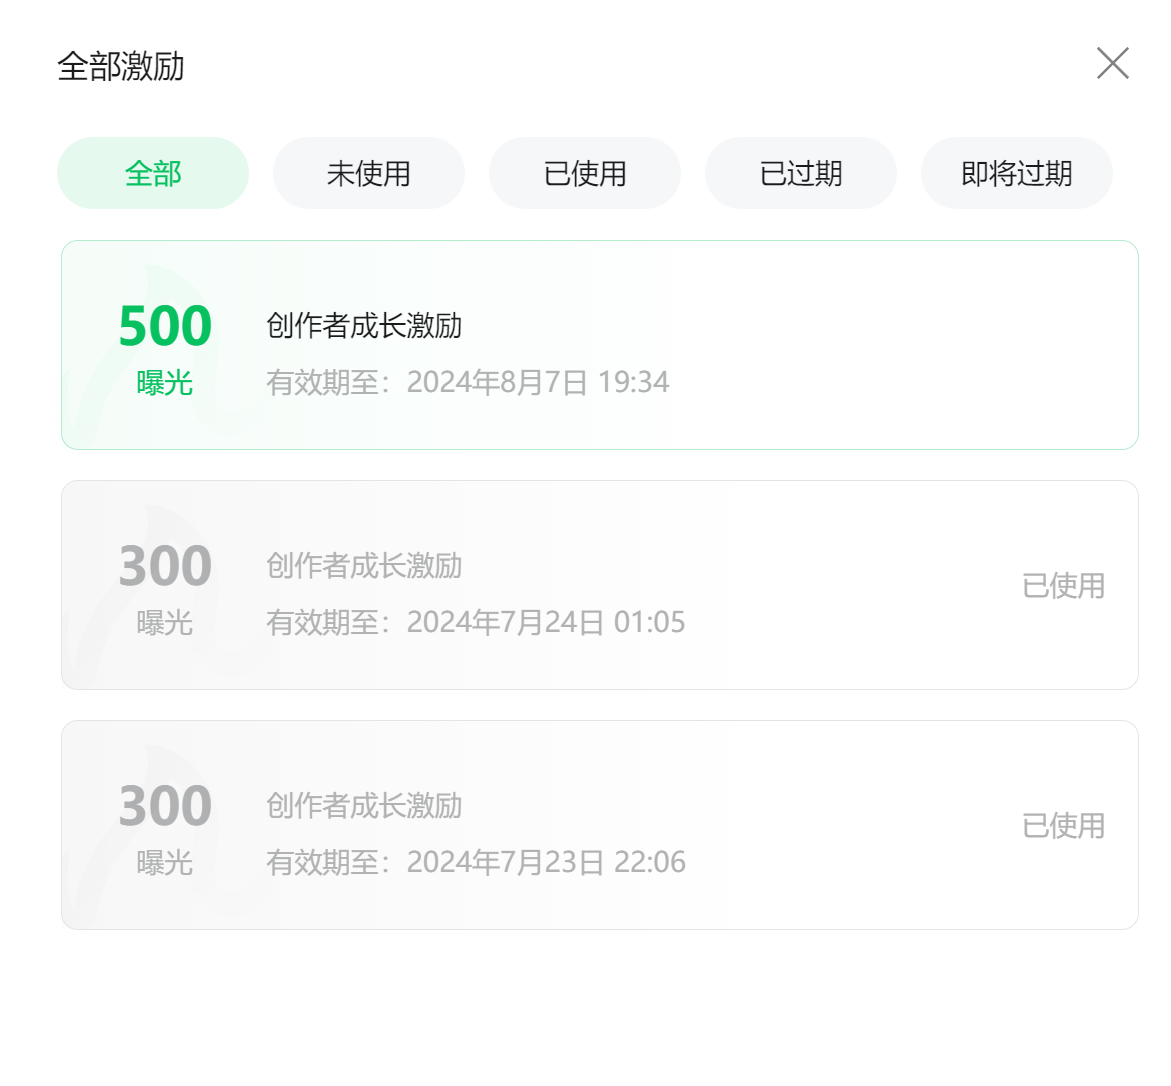 全部激励
全部 未使用 已使用 已过期 即将过期
500
曝光
创作者成长激励
有效期至：2024年8月7日 19:34
300
曝光
创作者成长激励
有效期至：2024年7月24日 01:05
已使用
300
曝光
创作者成长激励
有效期至：2024年7月23日 22:06
已使用